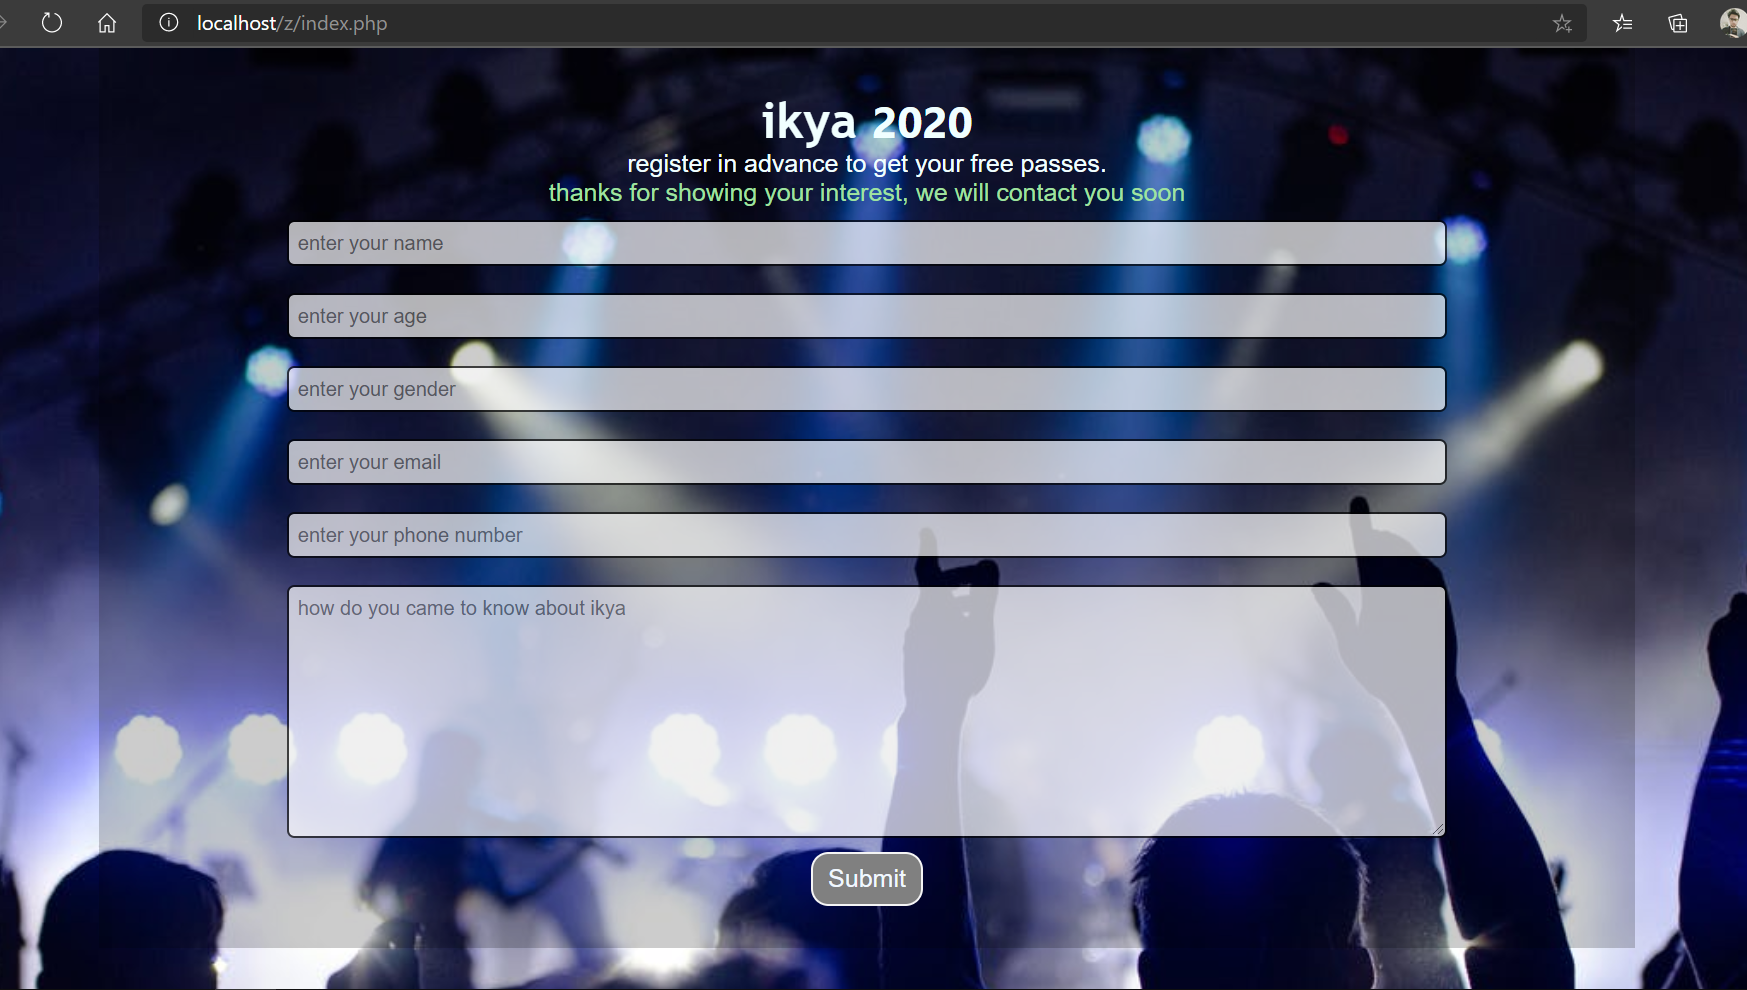 localhost/z/index.php
ikya 2020
register in advance to get your free passes.
thanks for showing your interest, we will contact you soon
enter your name
enter your age
enter your gender
enter your email
enter your phone number
how do you came to know about ikya
Submit